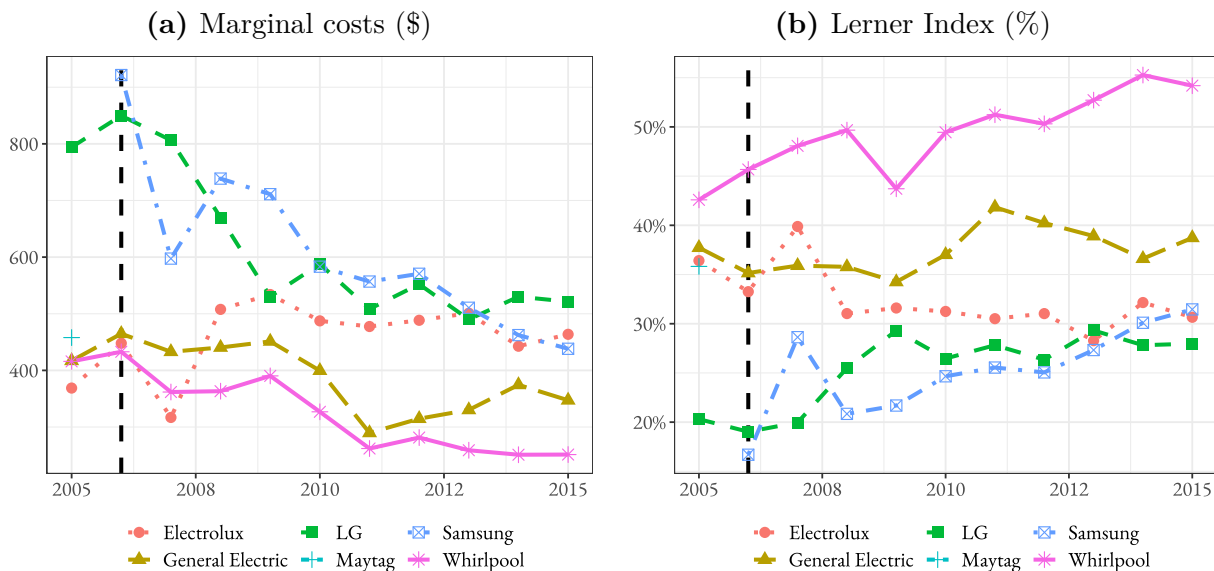 (a) Marginal costs ($)
800
600
400
2005 2008 2010 2012 2015
Electrolux LG Samsung
General Electric Maytag Whirlpool
(b) Lerner Index (%)
50%
40%
30%
20%
2005 2008 2010 2012 2015
Electrolux LG Samsung
General Electric Maytag Whirlpool